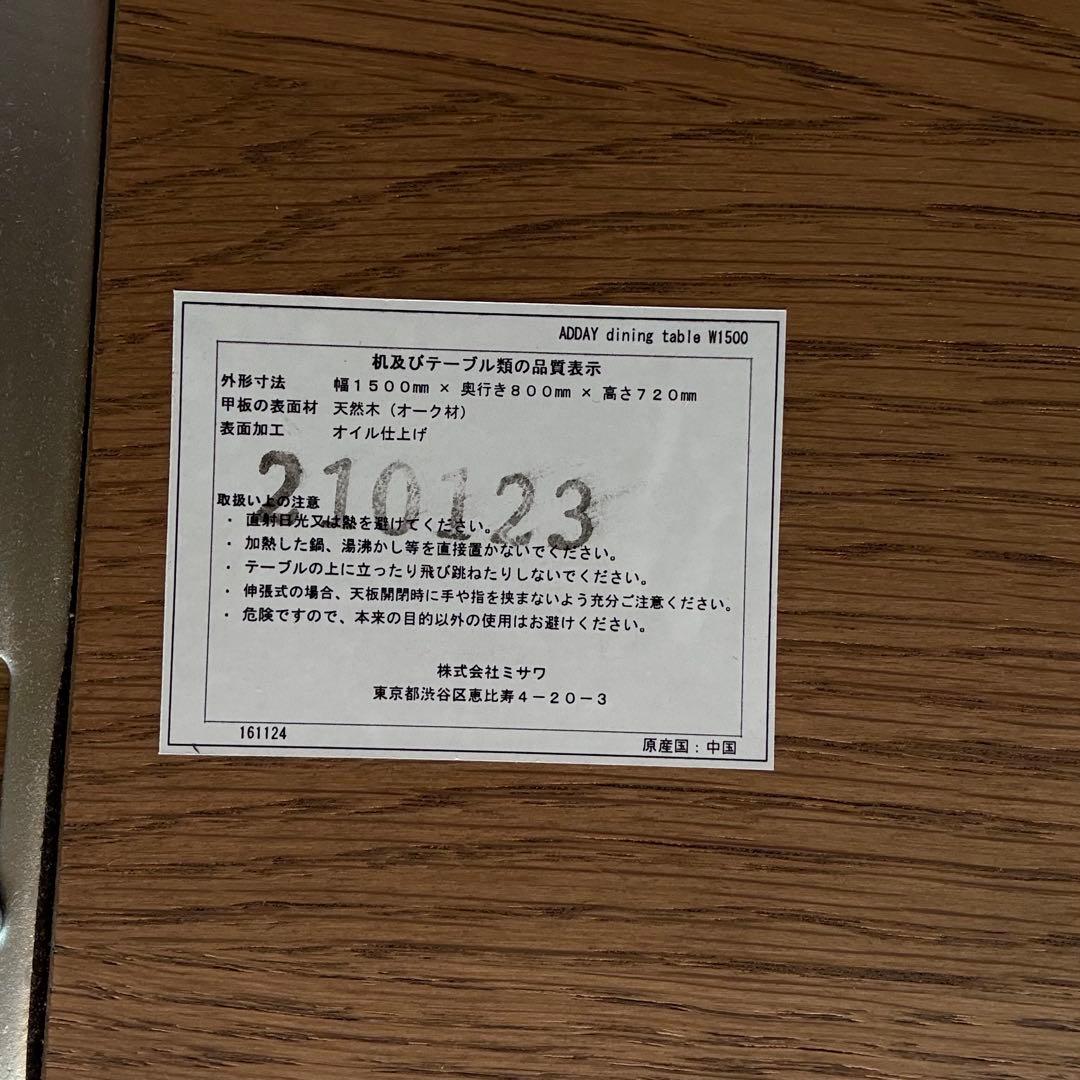 ADDAY dining table W1500
机及びテーブル類の品質表示
外形寸法 幅1500㎜ × 奥行き800㎜ × 高さ720㎜
甲板の表面材 天然木（オーク材）
表面加工 オイル仕上げ
210123
取扱い上の注意
・ 直射日光又は熱を避けてください。
・ 加熱した鍋、湯沸かし等を直接置かないでください。
・ テーブルの上に立ったり飛び跳ねたりしないでください。
・ 伸張式の場合、天板開閉時に手や指を挟まないよう充分ご注意ください。
・ 危険ですので、本来の目的以外の使用はお避けください。
株式会社ミサワ
東京都渋谷区恵比寿４－２０－３
161124
原産国：中国